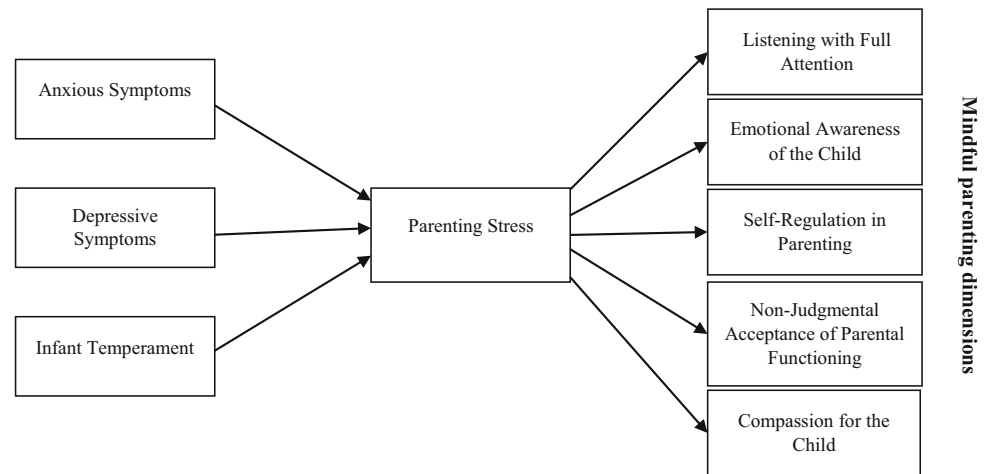 Anxious Symptoms
Depressive
Symptoms
Infant Temperament
Parenting Stress
Listening with Full
Attention
Emotional Awareness
of the Child
Self-Regulation in
Parenting
Non-Judgmental
Acceptance of Parental
Functioning
Compassion for the
Child
Mindful parenting dimensions